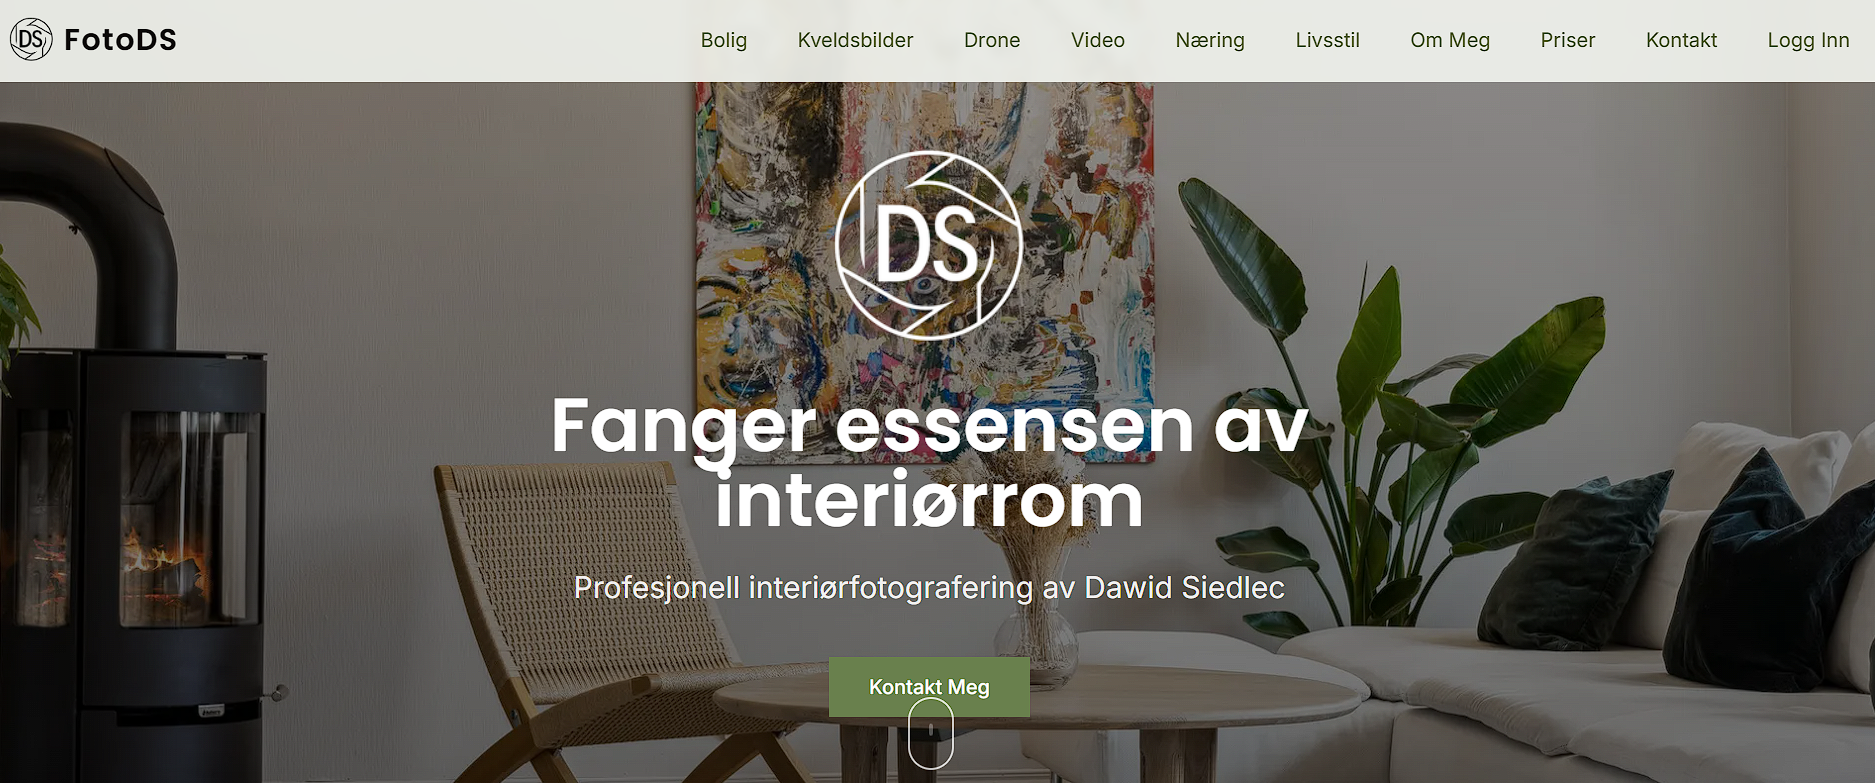 DS FotoDS
Bolig Kveldsbilder Drone Video Næring Livsstil Om Meg Priser Kontakt Logg Inn
DS
Fanger essensen av
interiørrom
Profesjonell interiørfotografering av Dawid Siedlec
Kontakt Meg